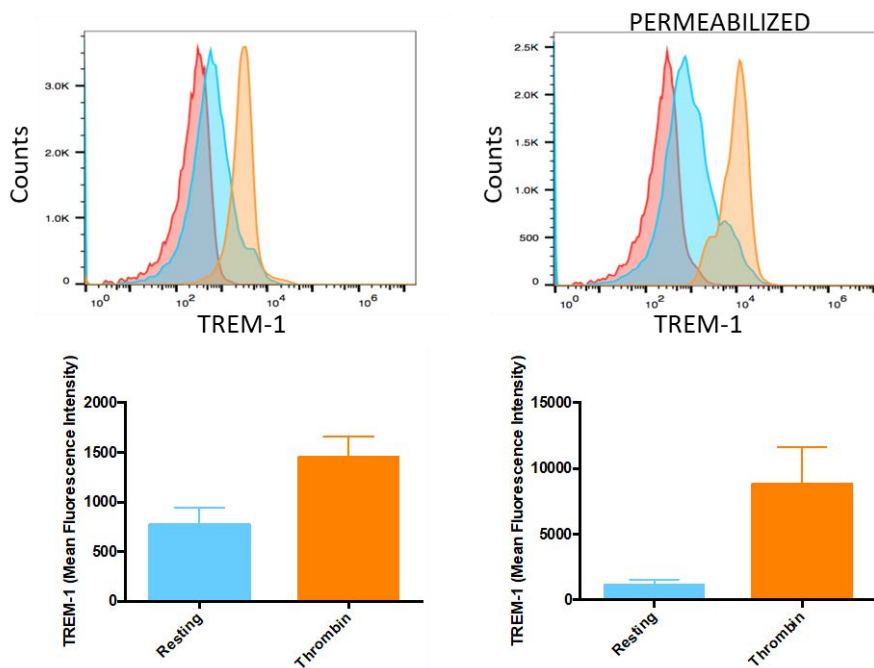 PERMEABILIZED
Counts
3.0K
2.0K
1.0K
0
10^0
10^2
10^4
10^6
TREM-1
Counts
2.5K
2.0K
1.5K
1.0K
500
0
10^0
10^2
10^4
10^6
TREM-1
TREM-1 (Mean Fluorescence Intensity)
2000
1500
1000
500
0
Resting
Thrombin
TREM-1 (Mean Fluorescence Intensity)
15000
10000
5000
0
Resting
Thrombin